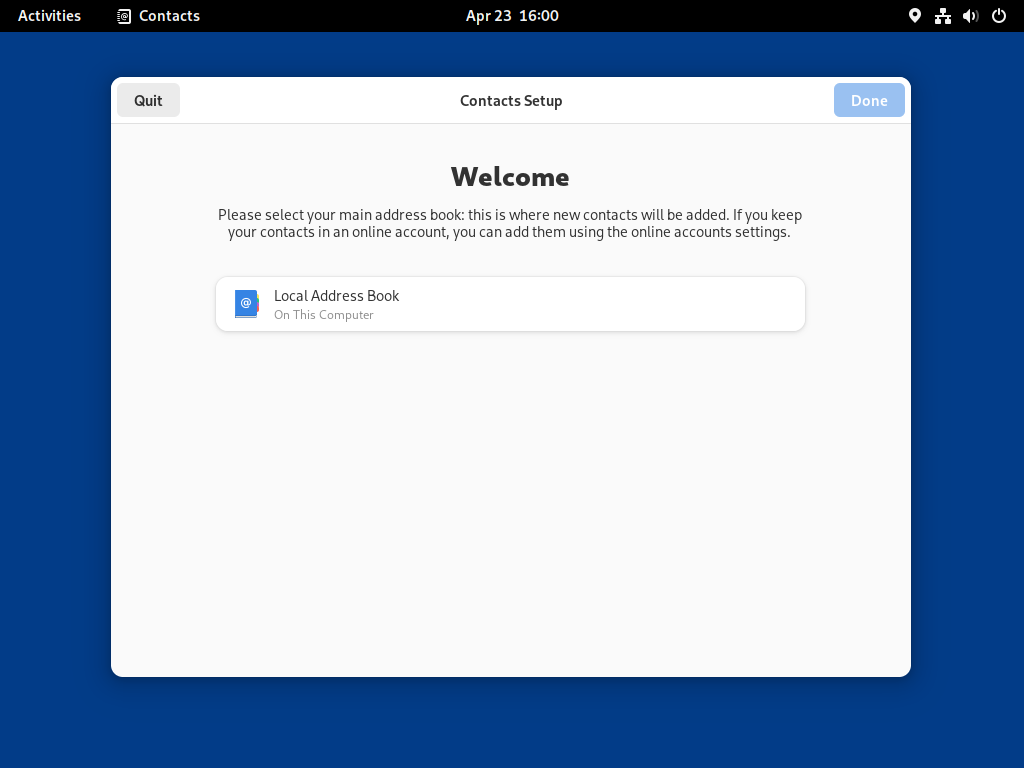 Activities Contacts Apr 23 16:00
Quit Contacts Setup Done
Welcome
Please select your main address book: this is where new contacts will be added. If you keep
your contacts in an online account, you can add them using the online accounts settings.
@ Local Address Book
On This Computer